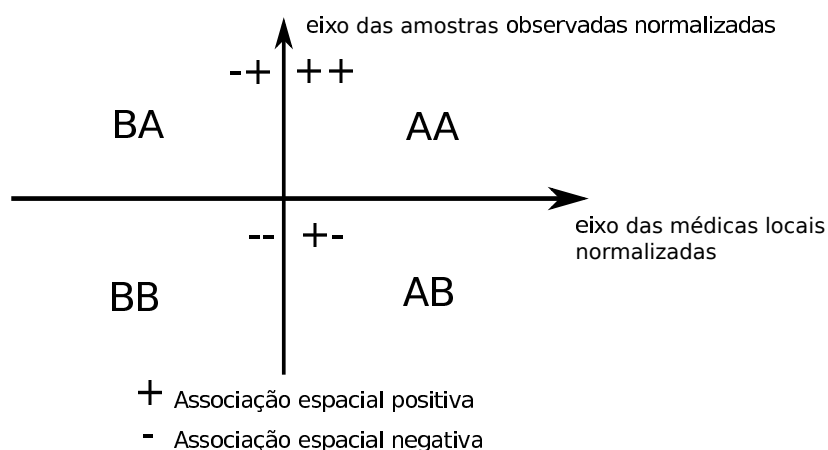 eixo das amostras observadas normalizadas
-+ ++
BA AA
eixo das médicas locais
normalizadas
-- +-
BB AB
+ Associação espacial positiva
- Associação espacial negativa